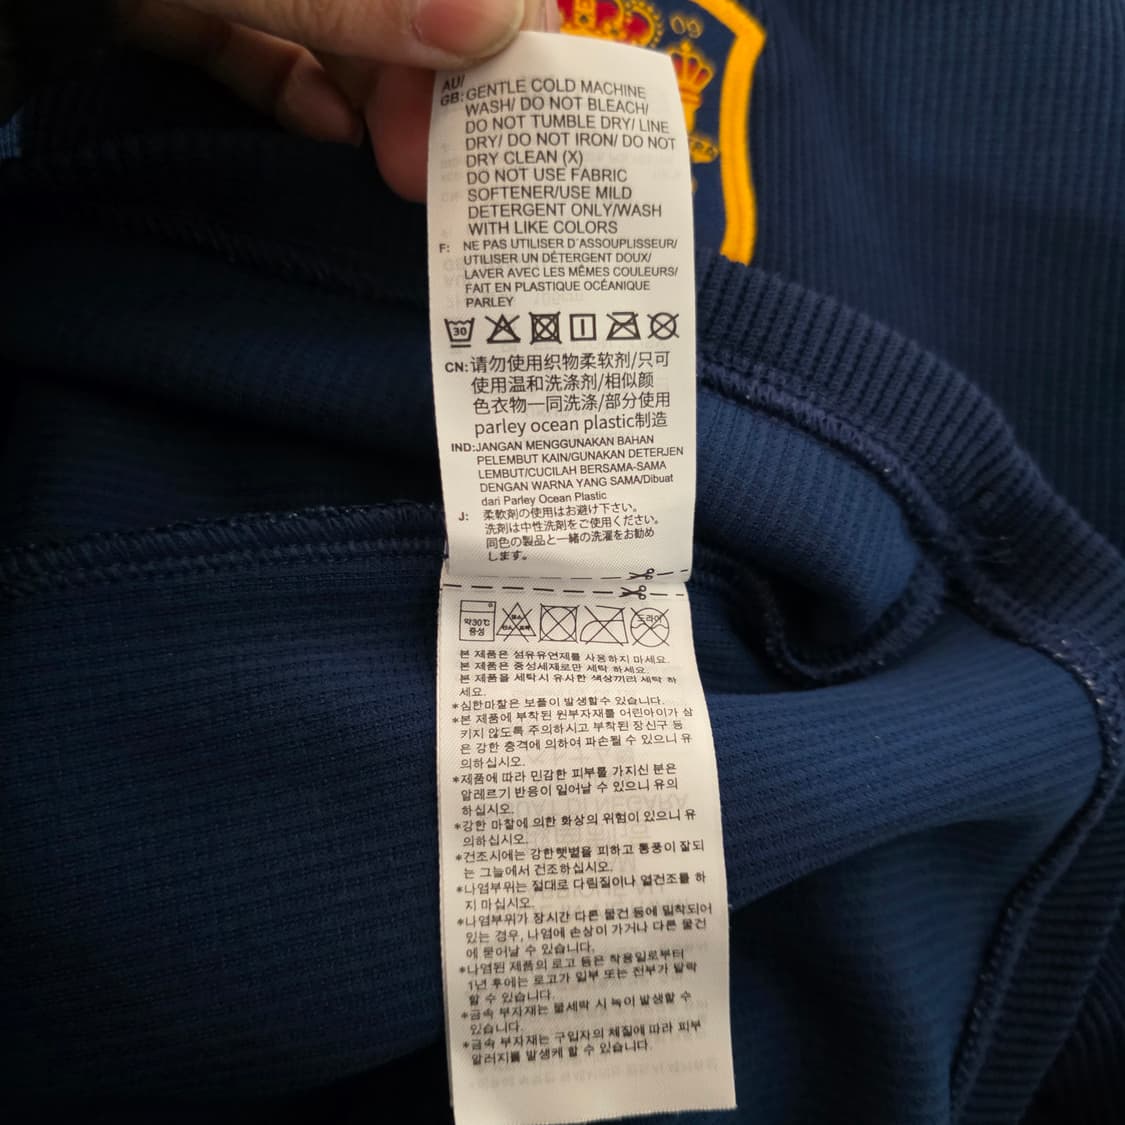 09
AU/
GB: GENTLE COLD MACHINE
WASH/ DO NOT BLEACH/
DO NOT TUMBLE DRY/ LINE
DRY/ DO NOT IRON/ DO NOT
DRY CLEAN (X)
DO NOT USE FABRIC
SOFTENER/USE MILD
DETERGENT ONLY/WASH
WITH LIKE COLORS
F: NE PAS UTILISER D´ASSOUPLISSEUR/
UTILISER UN DÉTERGENT DOUX/
LAVER AVEC LES MÊMES COULEURS/
FAIT EN PLASTIQUE OCÉANIQUE
PARLEY
30
CN: 请勿使用织物柔软剂/只可
使用温和洗涤剂/相似颜
色衣物一同洗涤/部分使用
parley ocean plastic制造
IND: JANGAN MENGGUNAKAN BAHAN
PELEMBUT KAIN/GUNAKAN DETERJEN
LEMBUT/CUCILAH BERSAMA-SAMA
DENGAN WARNA YANG SAMA/Dibuat
dari Parley Ocean Plastic
J: 柔軟剤の使用はお避け下さい。
洗剤は中性洗剤をご使用ください。
同色の製品と一緒の洗濯をお勧め
します。
약30℃
중성
드라이
본 제품은 섬유유연제를 사용하지 마세요.
본 제품은 중성세제로만 세탁 하세요.
본 제품을 세탁시 유사한 색상끼리 세탁 하
세요.
*심한마찰은 보풀이 발생할수 있습니다.
*본 제품에 부착된 원부자재를 어린아이가 삼
키지 않도록 주의하시고 부착된 장신구 등
은 강한 충격에 의하여 파손될 수 있으니 유
의하십시오.
*제품에 따라 민감한 피부를 가지신 분은
알레르기 반응이 일어날 수 있으니 유의
하십시오.
*강한 마찰에 의한 화상의 위험이 있으니 유
의하십시오.
*건조시에는 강한햇볕을 피하고 통풍이 잘되
는 그늘에서 건조하십시오.
*나염부위는 절대로 다림질이나 열건조를 하
지 마십시오.
*나염부위가 장시간 다른 물건 등에 밀착되어
있는 경우, 나염에 손상이 가거나 다른 물건
에 묻어날 수 있습니다.
*나염된 제품의 로고 등은 착용일로부터
1년 후에는 로고가 일부 또는 전부가 탈락
할 수 있습니다.
*금속 부자재는 물세탁 시 녹이 발생할 수
있습니다.
*금속 부자재는 구입자의 체질에 따라 피부
알러지를 발생케 할 수 있습니다.